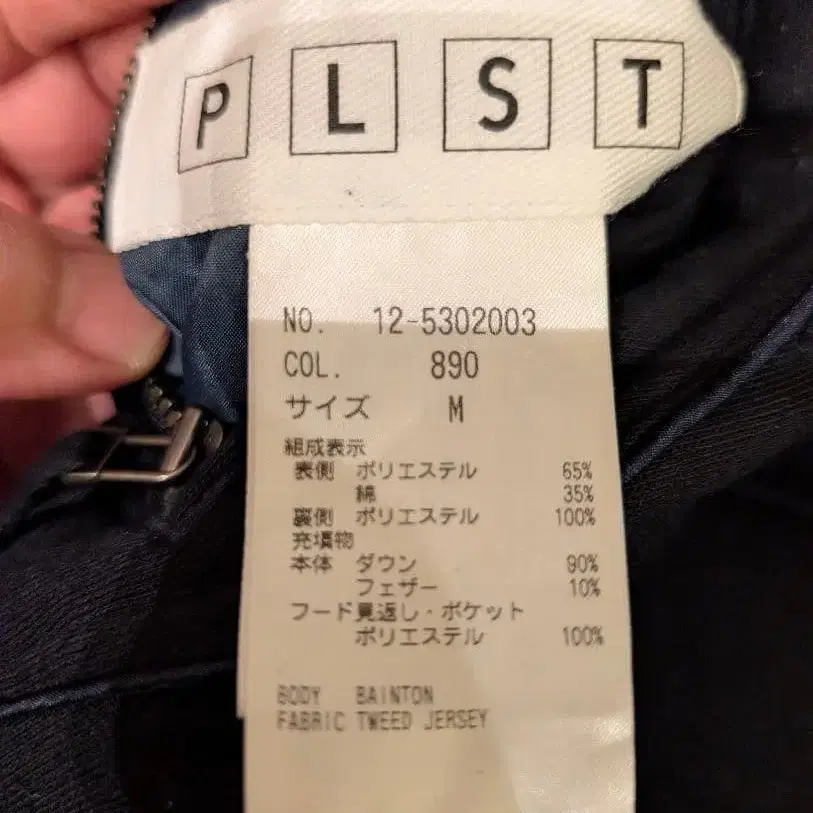 PLST
NO. 12-5302003
COL. 890
サイズ M
組成表示
表側 ポリエステル 65%
綿 35%
裏側 ポリエステル 100%
充填物
本体 ダウン 90%
フェザー 10%
フード見返し・ポケット
ポリエステル 100%
BODY BAINTON
FABRIC TWEED JERSEY